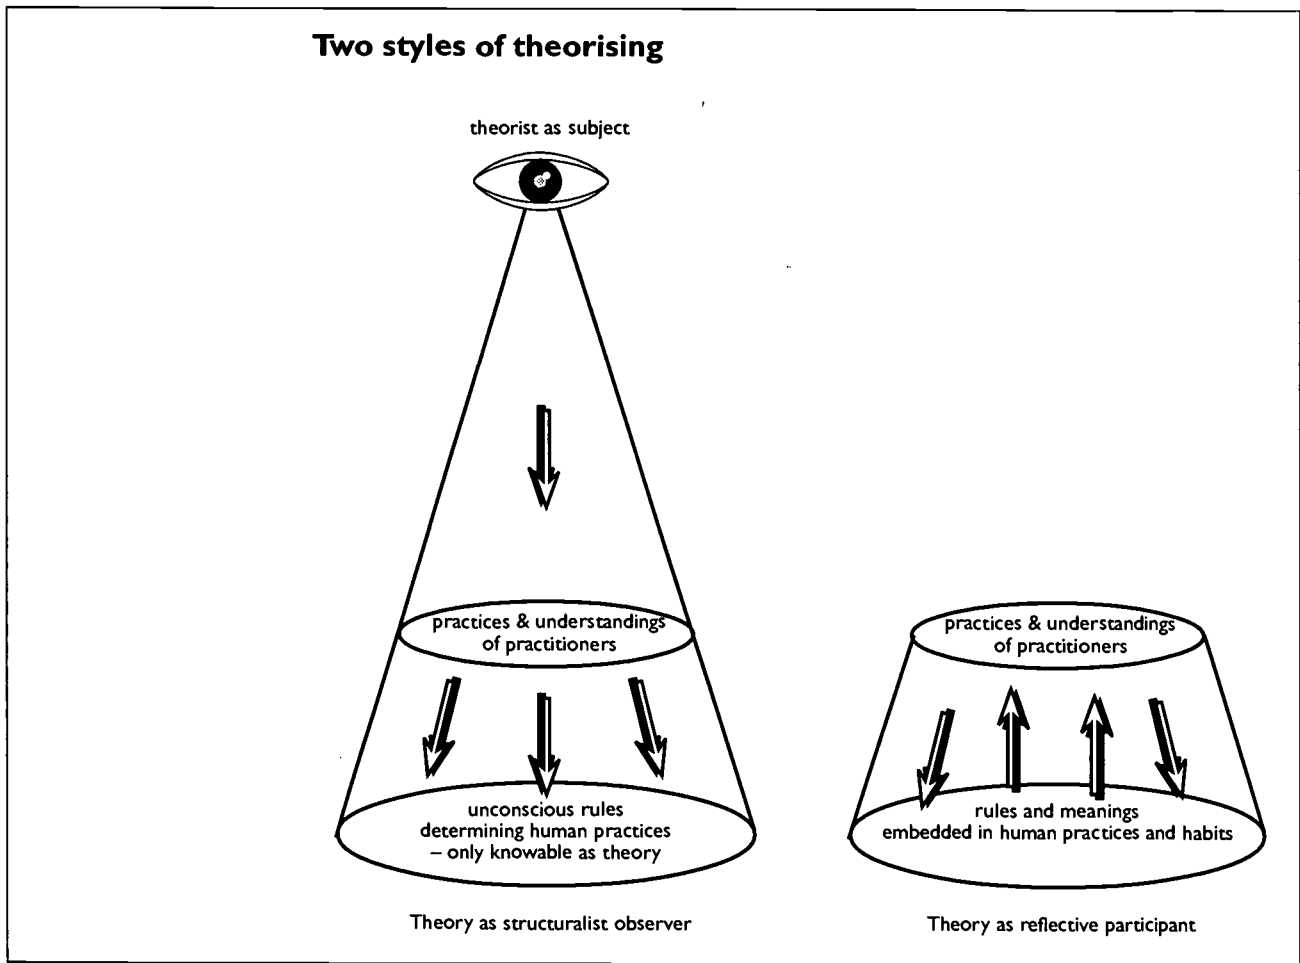 Two styles of theorising
theorist as subject
practices & understandings
of practitioners
unconscious rules
determining human practices
– only knowable as theory
Theory as structuralist observer
practices & understandings
of practitioners
rules and meanings
embedded in human practices and habits
Theory as reflective participant